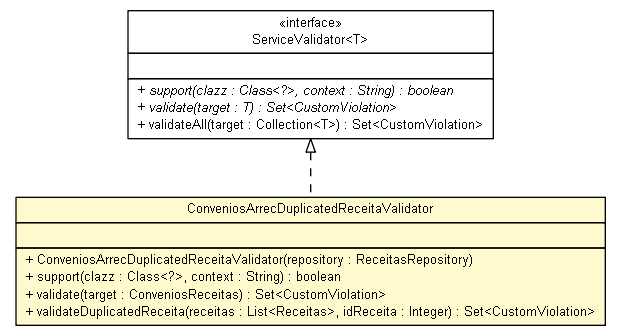 «interface»
ServiceValidator<T>
+ support(clazz : Class<?>, context : String) : boolean
+ validate(target : T) : Set<CustomViolation>
+ validateAll(target : Collection<T>) : Set<CustomViolation>
ConveniosArrecDuplicatedReceitaValidator
+ ConveniosArrecDuplicatedReceitaValidator(repository : ReceitasRepository)
+ support(clazz : Class<?>, context : String) : boolean
+ validate(target : ConveniosReceitas) : Set<CustomViolation>
+ validateDuplicatedReceita(receitas : List<Receitas>, idReceita : Integer) : Set<CustomViolation>